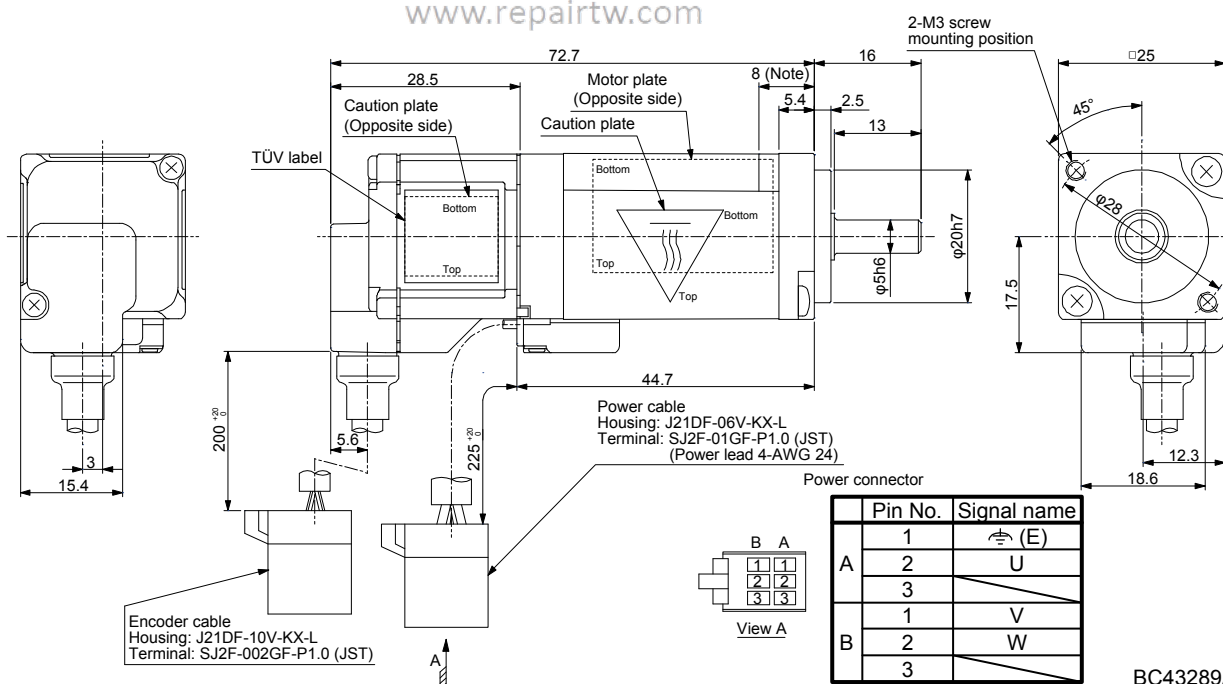 www.repairtw.com
2-M3 screw
mounting position
72.7
16
□25
28.5
8 (Note)
Motor plate
(Opposite side)
5.4
2.5
Caution plate
(Opposite side)
Caution plate
13
45°
TÜV label
Bottom
Bottom
Bottom
Top
Top
Top
φ28
φ5h6
φ20h7
17.5
44.7
200 +20 0
5.6
225 +20 0
Power cable
Housing: J21DF-06V-KX-L
Terminal: SJ2F-01GF-P1.0 (JST)
(Power lead 4-AWG 24)
3
15.4
12.3
18.6
Power connector
Pin No. Signal name
A 1 ⏚ (E)
2 U
3
B 1 V
2 W
3
B A
1 1
2 2
3 3
View A
Encoder cable
Housing: J21DF-10V-KX-L
Terminal: SJ2F-002GF-P1.0 (JST)
A
BC43289